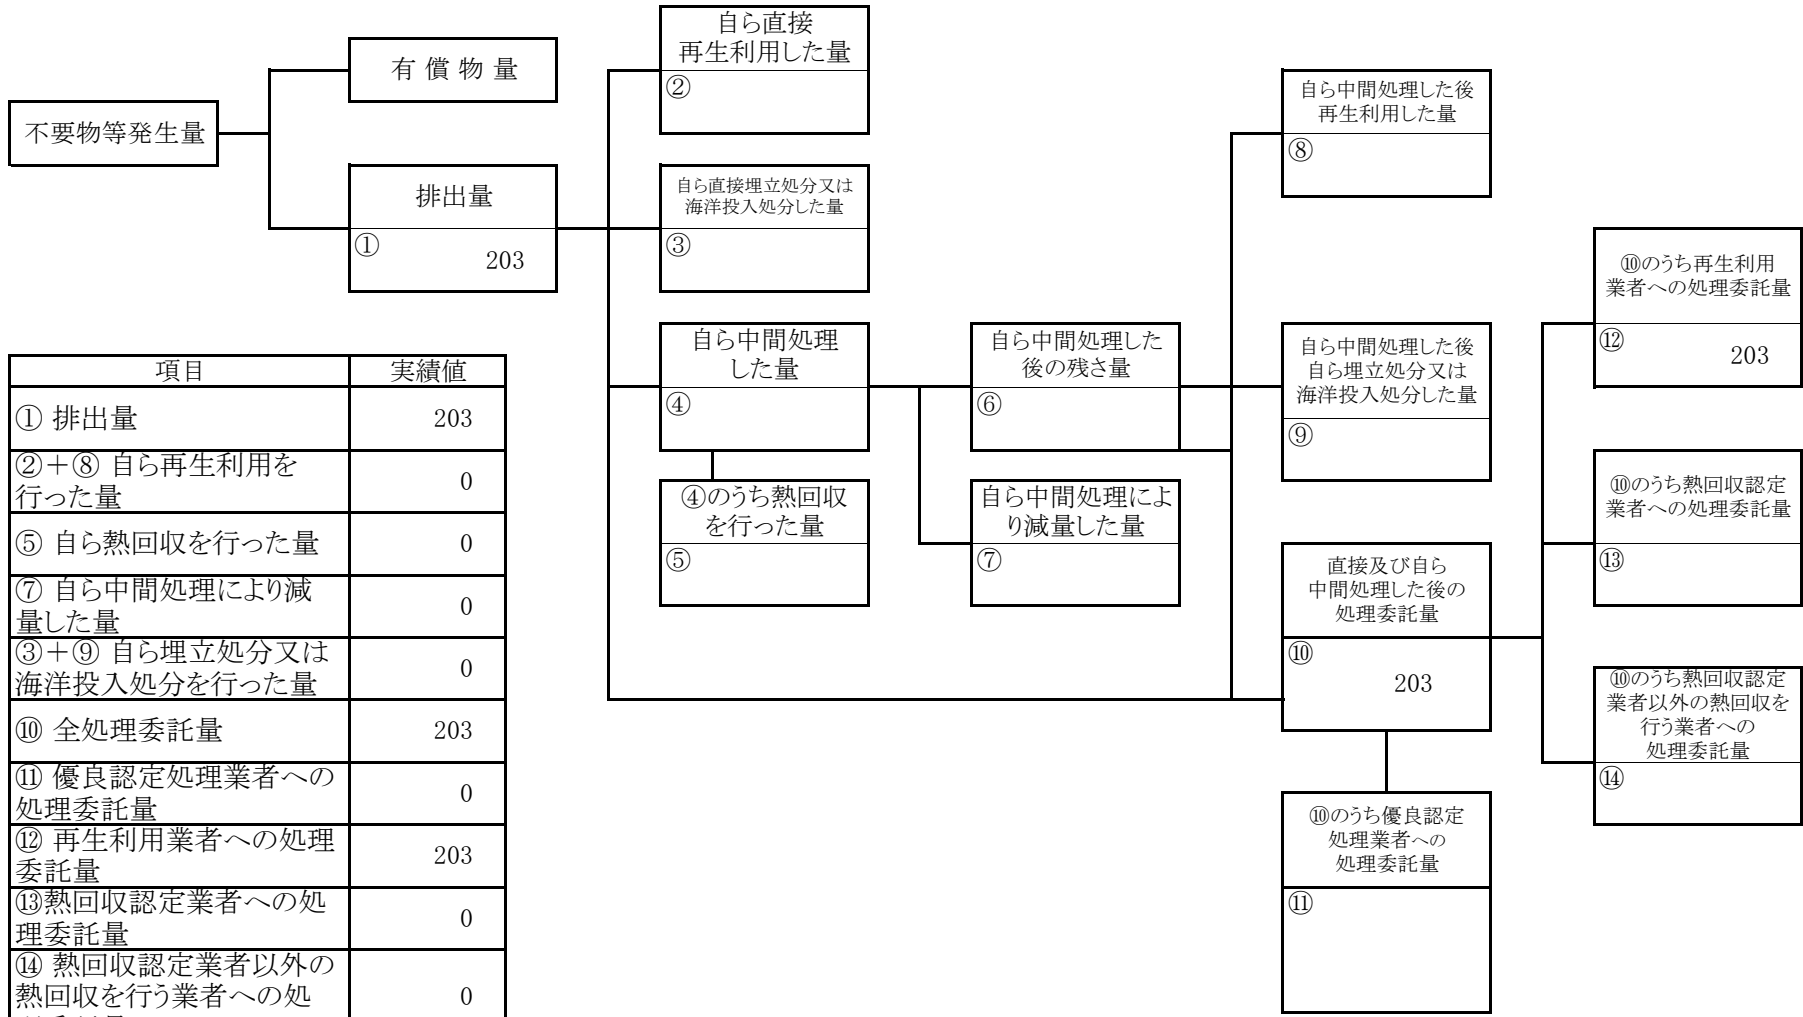 不要物等発生量
有償物量
排出量
①
203
自ら直接
再生利用した量
②
自ら直接埋立処分又は
海洋投入処分した量
③
自ら中間処理
した量
④
④のうち熱回収
を行った量
⑤
自ら中間処理した
後の残さ量
⑥
自ら中間処理によ
り減量した量
⑦
自ら中間処理した後
再生利用した量
⑧
自ら中間処理した後
自ら埋立処分又は
海洋投入処分した量
⑨
直接及び自ら
中間処理した後の
処理委託量
⑩
203
⑩のうち優良認定
処理業者への
処理委託量
⑪
⑩のうち再生利用
業者への処理委託量
⑫
203
⑩のうち熱回収認定
業者への処理委託量
⑬
⑩のうち熱回収認定
業者以外の熱回収を
行う業者への
処理委託量
⑭
項目 実績値
① 排出量 203
②＋⑧ 自ら再生利用を
行った量 0
⑤ 自ら熱回収を行った量 0
⑦ 自ら中間処理により減
量した量 0
③＋⑨ 自ら埋立処分又は
海洋投入処分を行った量 0
⑩ 全処理委託量 203
⑪ 優良認定処理業者への
処理委託量 0
⑫ 再生利用業者への処理
委託量 203
⑬熱回収認定業者への処
理委託量 0
⑭ 熱回収認定業者以外の
熱回収を行う業者への処 0